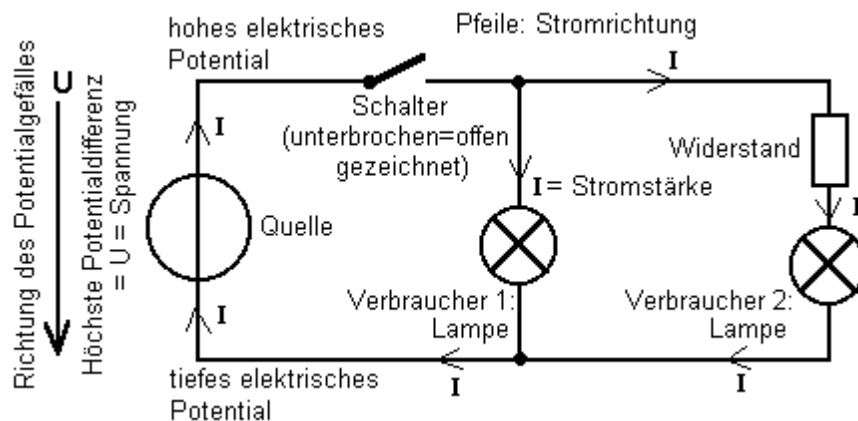 Richtung des Potentialgefälles
U
Höchste Potentialdifferenz
= U = Spannung
hohes elektrisches
Potential
Pfeile: Stromrichtung
I
I
Schalter
(unterbrochen=offen
gezeichnet)
Widerstand
I = Stromstärke
I
Quelle
I
Verbraucher 1:
Lampe
Verbraucher 2:
Lampe
tiefes elektrisches
Potential
I
I